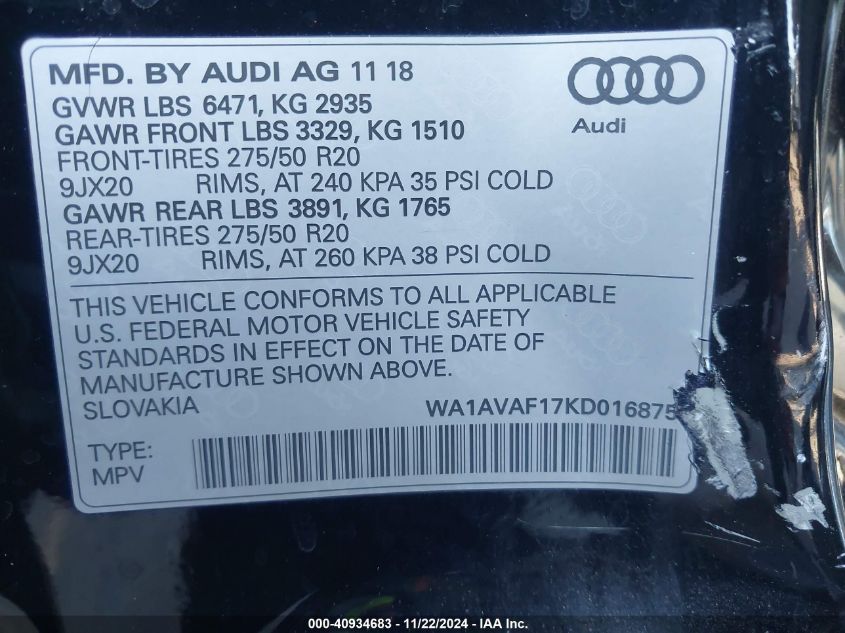 MFD. BY AUDI AG 11 18
GVWR LBS 6471, KG 2935
GAWR FRONT LBS 3329, KG 1510
FRONT-TIRES 275/50 R20
9JX20 RIMS, AT 240 KPA 35 PSI COLD
GAWR REAR LBS 3891, KG 1765
REAR-TIRES 275/50 R20
9JX20 RIMS, AT 260 KPA 38 PSI COLD
Audi
THIS VEHICLE CONFORMS TO ALL APPLICABLE
U.S. FEDERAL MOTOR VEHICLE SAFETY
STANDARDS IN EFFECT ON THE DATE OF
MANUFACTURE SHOWN ABOVE.
SLOVAKIA WA1AVAF17KD016875
TYPE:
MPV
000-40934683 - 11/22/2024 - IAA Inc.